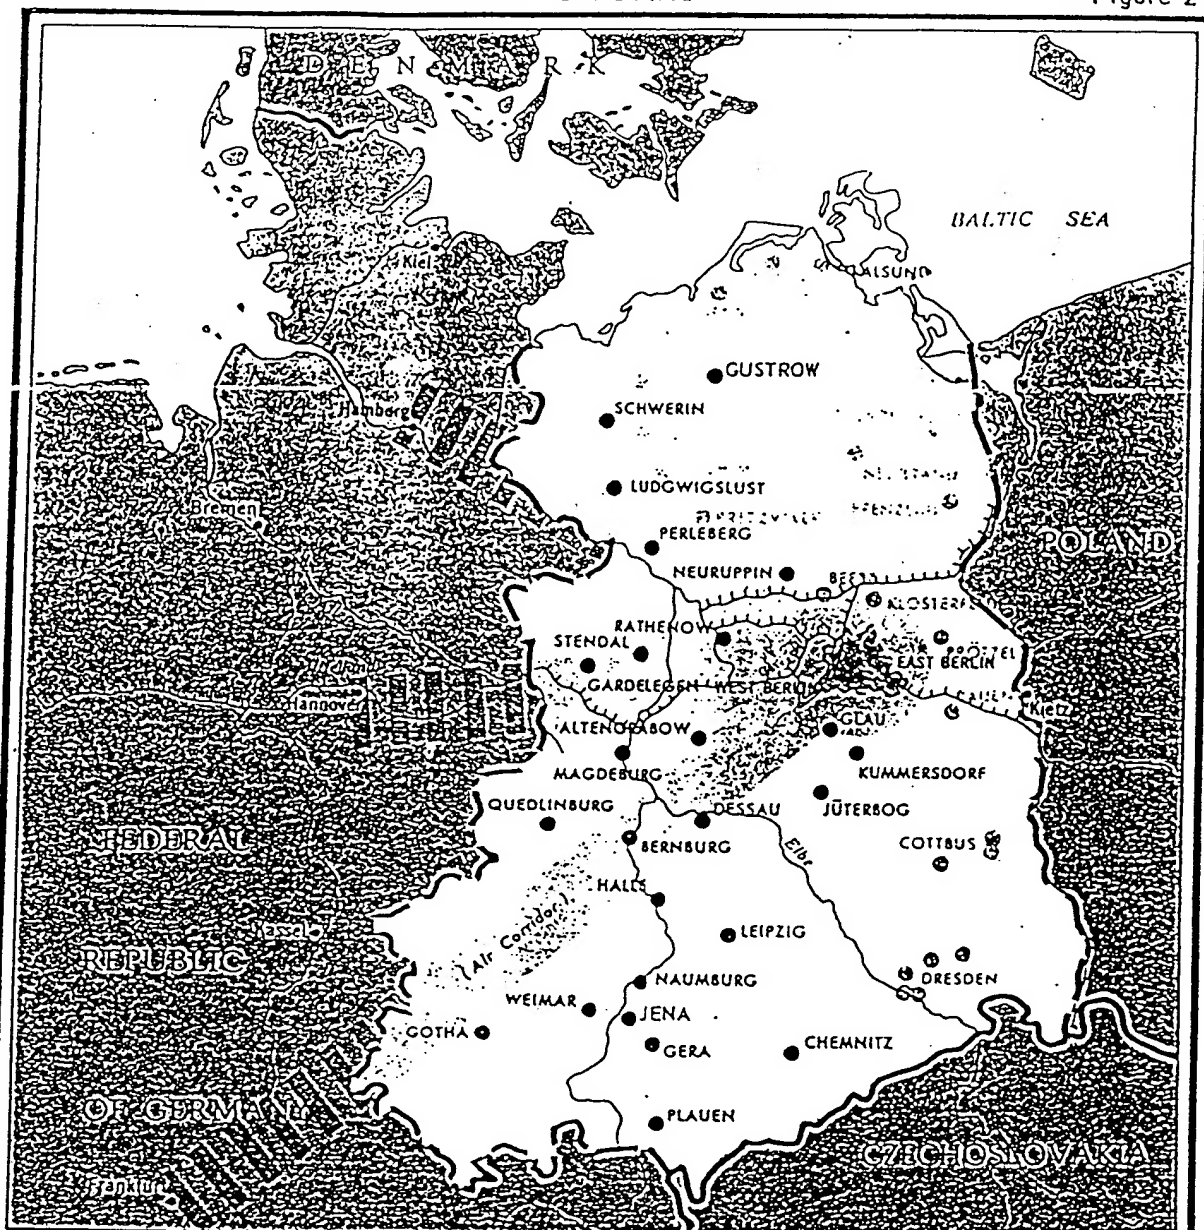 Figure 2
DENMARK
BALTIC SEA
Kiel
GUSTROW
Hamburg
SCHWERIN
LUDGWIGSLUST
Bremen
PERLEBERG
POLAND
NEURUPPIN
RATHENOW
STENDAL
EAST BERLIN
GARDELEGEN
WEST BERLIN
Hannover
Kietz
GLAU
MAGDEBURG
KUMMERSDORF
QUEDLINBURG
DESSAU
JÜTERBOG
FEDERAL
BERNBURG
Elbe
COTTBUS
HALLE
(Air Corridor)
LEIPZIG
Kassel
REPUBLIC
DRESDEN
NAUMBURG
WEIMAR
JENA
GOTHA
GERA
CHEMNITZ
OF GERMANY
PLAUEN
CZECHOSLOVAKIA
Frankfurt